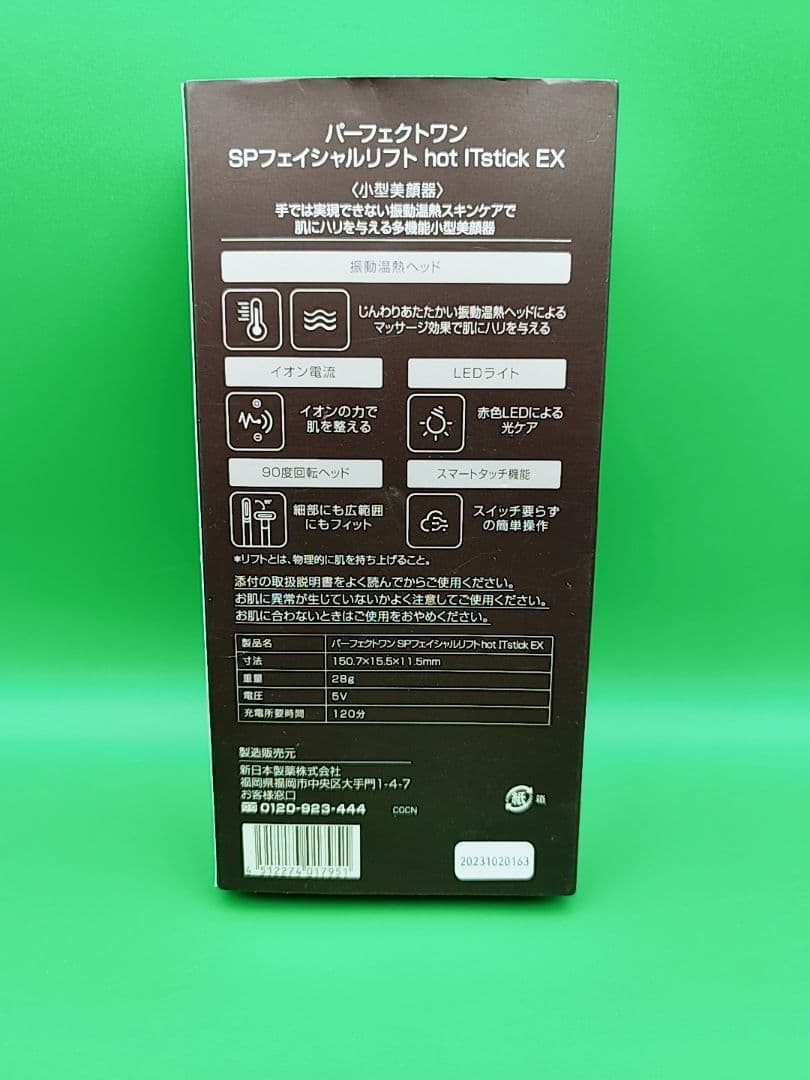 パーフェクトワン
SPフェイシャルリフト hot ITstick EX
〈小型美顔器〉
手では実現できない振動温熱スキンケアで
肌にハリを与える多機能小型美顔器
振動温熱ヘッド
じんわりあたたかい振動温熱ヘッドによる
マッサージ効果で肌にハリを与える
イオン電流
イオンの力で
肌を整える
LEDライト
赤色LEDによる
光ケア
90度回転ヘッド
90°
細部にも広範囲
にもフィット
スマートタッチ機能
スイッチ要らず
の簡単操作
*リフトとは、物理的に肌を持ち上げること。
添付の取扱説明書をよく読んでからご使用ください。
お肌に異常が生じていないかよく注意してご使用ください。
お肌に合わないときはご使用をおやめください。
製品名 パーフェクトワン SPフェイシャルリフト hot ITstick EX
寸法 150.7×15.5×11.5mm
重量 28g
電圧 5V
充電所要時間 120分
製造販売元
新日本製薬株式会社
福岡県福岡市中央区大手門1-4-7
お客様窓口
0120-923-444 COCN
紙 箱
4 512274 017951
20231020163